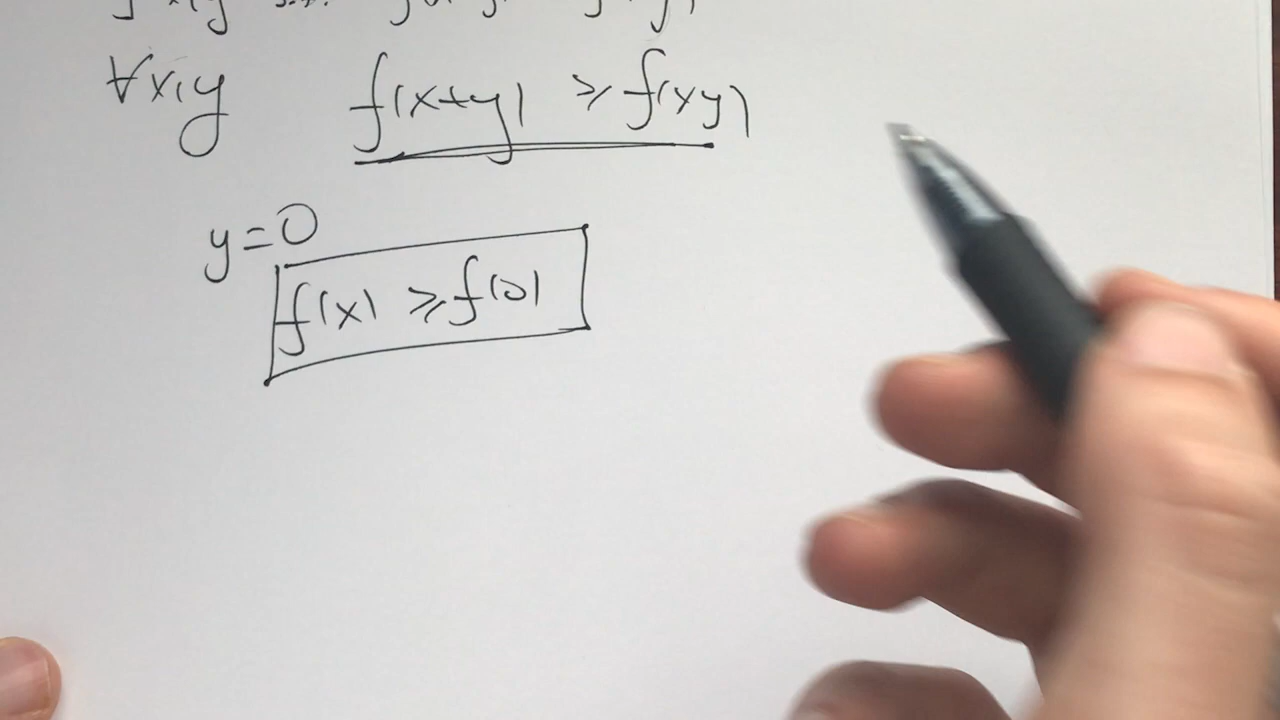 ∀x,y f(x+y) ≥ f(xy)
y=0
f(x) ≥ f(0)